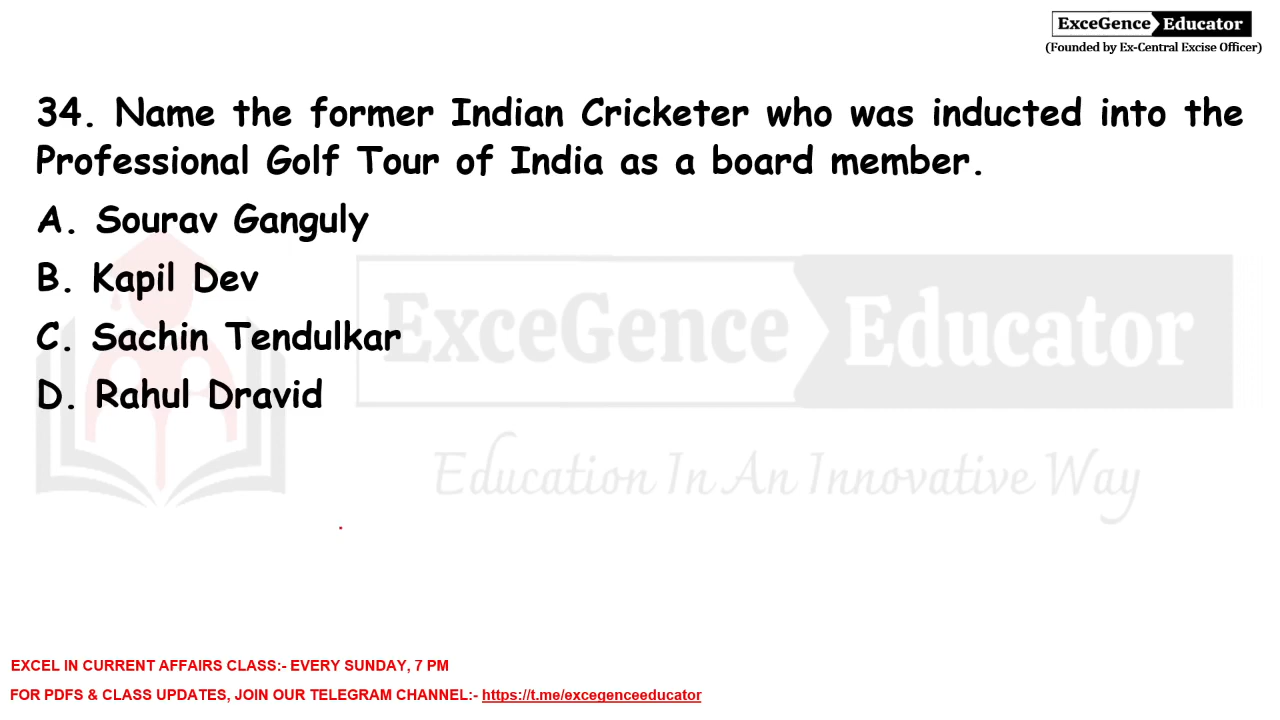 ExceGence Educator
(Founded by Ex-Central Excise Officer)
34. Name the former Indian Cricketer who was inducted into the
Professional Golf Tour of India as a board member.
A. Sourav Ganguly
B. Kapil Dev
C. Sachin Tendulkar
D. Rahul Dravid
ExceGence Educator
Education In An Innovative Way
EXCEL IN CURRENT AFFAIRS CLASS:- EVERY SUNDAY, 7 PM
FOR PDFS & CLASS UPDATES, JOIN OUR TELEGRAM CHANNEL:- https://t.me/excegenceeducator